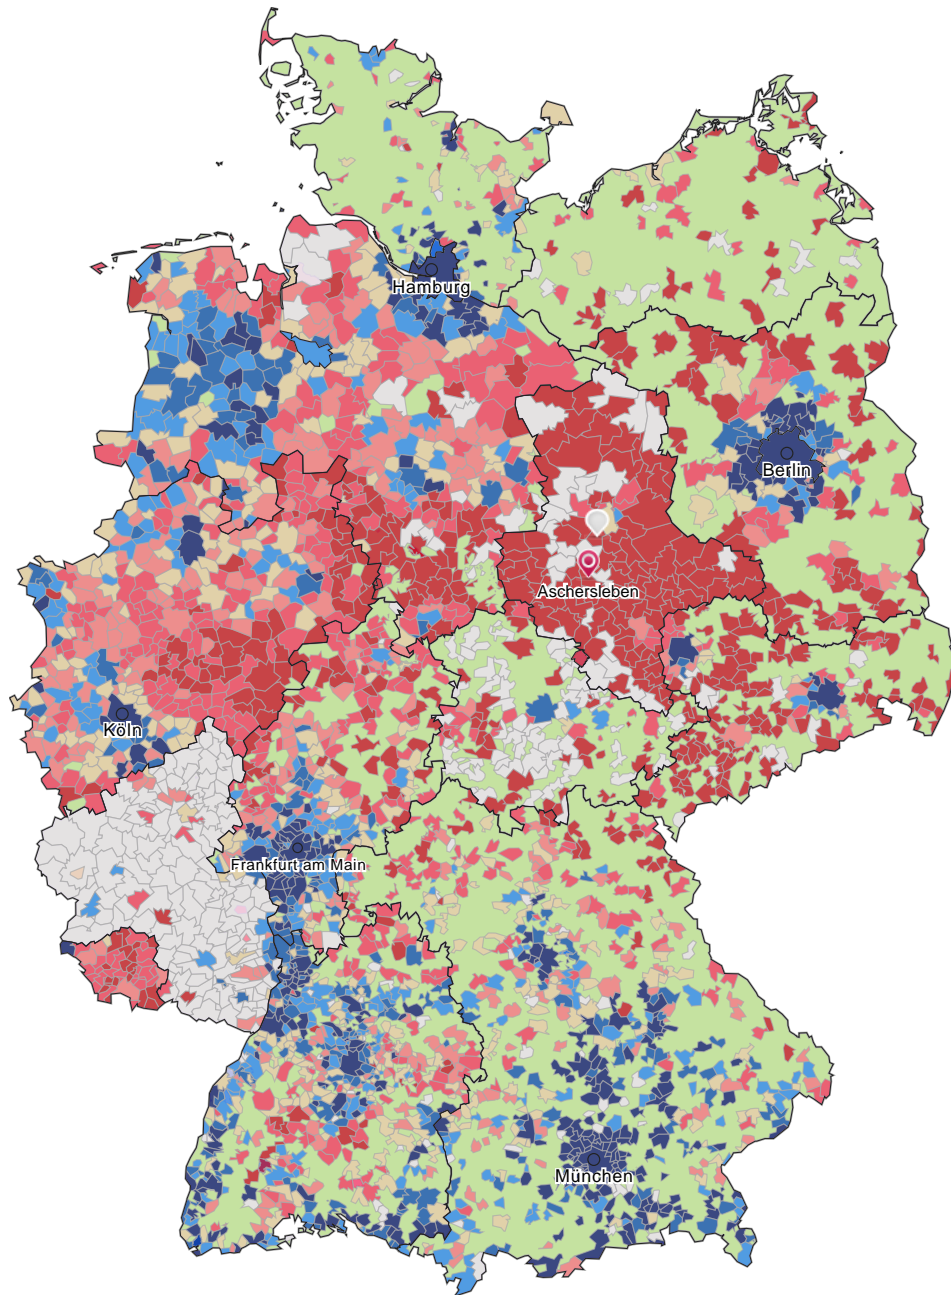 Hamburg
Berlin
Aschersleben
Köln
Frankfurt am Main
München